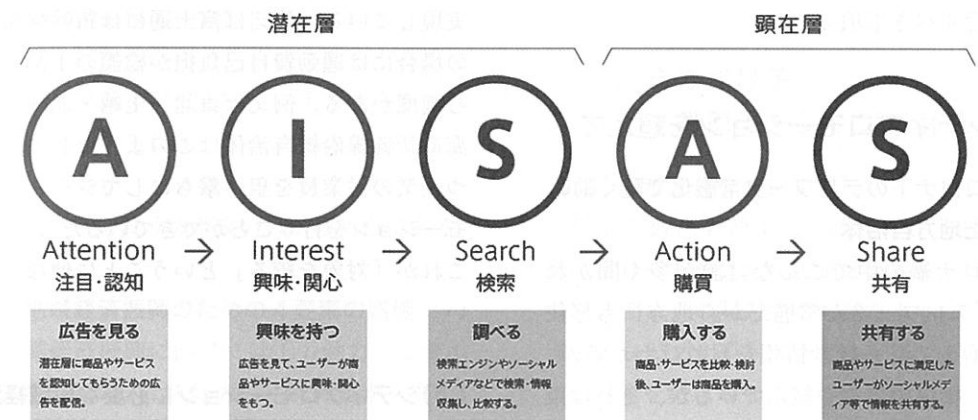 潜在層
顕在層
A
I
S
A
S
Attention → Interest → Search → Action → Share
注目・認知
興味・関心
検索
購買
共有
広告を見る
潜在層に商品やサービス
を認知してもらうための広
告を配信。
興味を持つ
広告を見て、ユーザーが商
品やサービスに興味・関心
をもつ。
調べる
検索エンジンやソーシャル
メディアなどで検索・情報
収集し、比較する。
購入する
商品・サービスを比較・検討
後、ユーザーは商品を購入。
共有する
商品やサービスに満足した
ユーザーがソーシャルメデ
ィア等で情報を共有する。